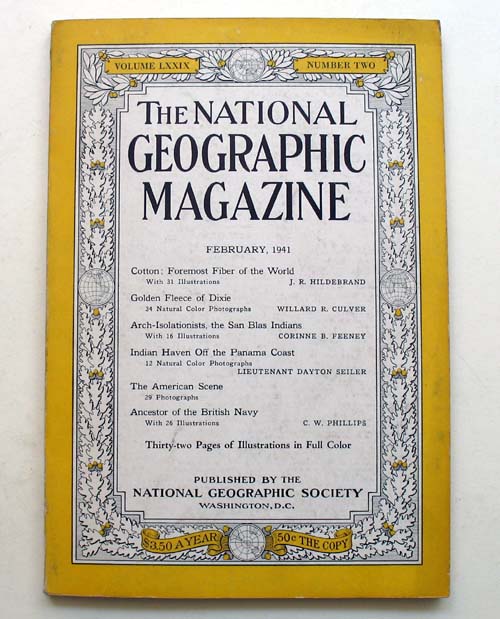 VOLUME LXXIX NUMBER TWO
THE NATIONAL
GEOGRAPHIC
MAGAZINE
FEBRUARY, 1941
Cotton: Foremost Fiber of the World
With 31 Illustrations J. R. HILDEBRAND
Golden Fleece of Dixie
34 Natural Color Photographs WILLARD R. CULVER
Arch-Isolationists, the San Blas Indians
With 16 Illustrations CORINNE B. FEENEY
Indian Haven Off the Panama Coast
12 Natural Color Photographs
LIEUTENANT DAYTON SEILER
The American Scene
29 Photographs
Ancestor of the British Navy
With 26 Illustrations C. W. PHILLIPS
Thirty-two Pages of Illustrations in Full Color
PUBLISHED BY THE
NATIONAL GEOGRAPHIC SOCIETY
WASHINGTON, D.C.
$3.50 A YEAR 50¢ THE COPY